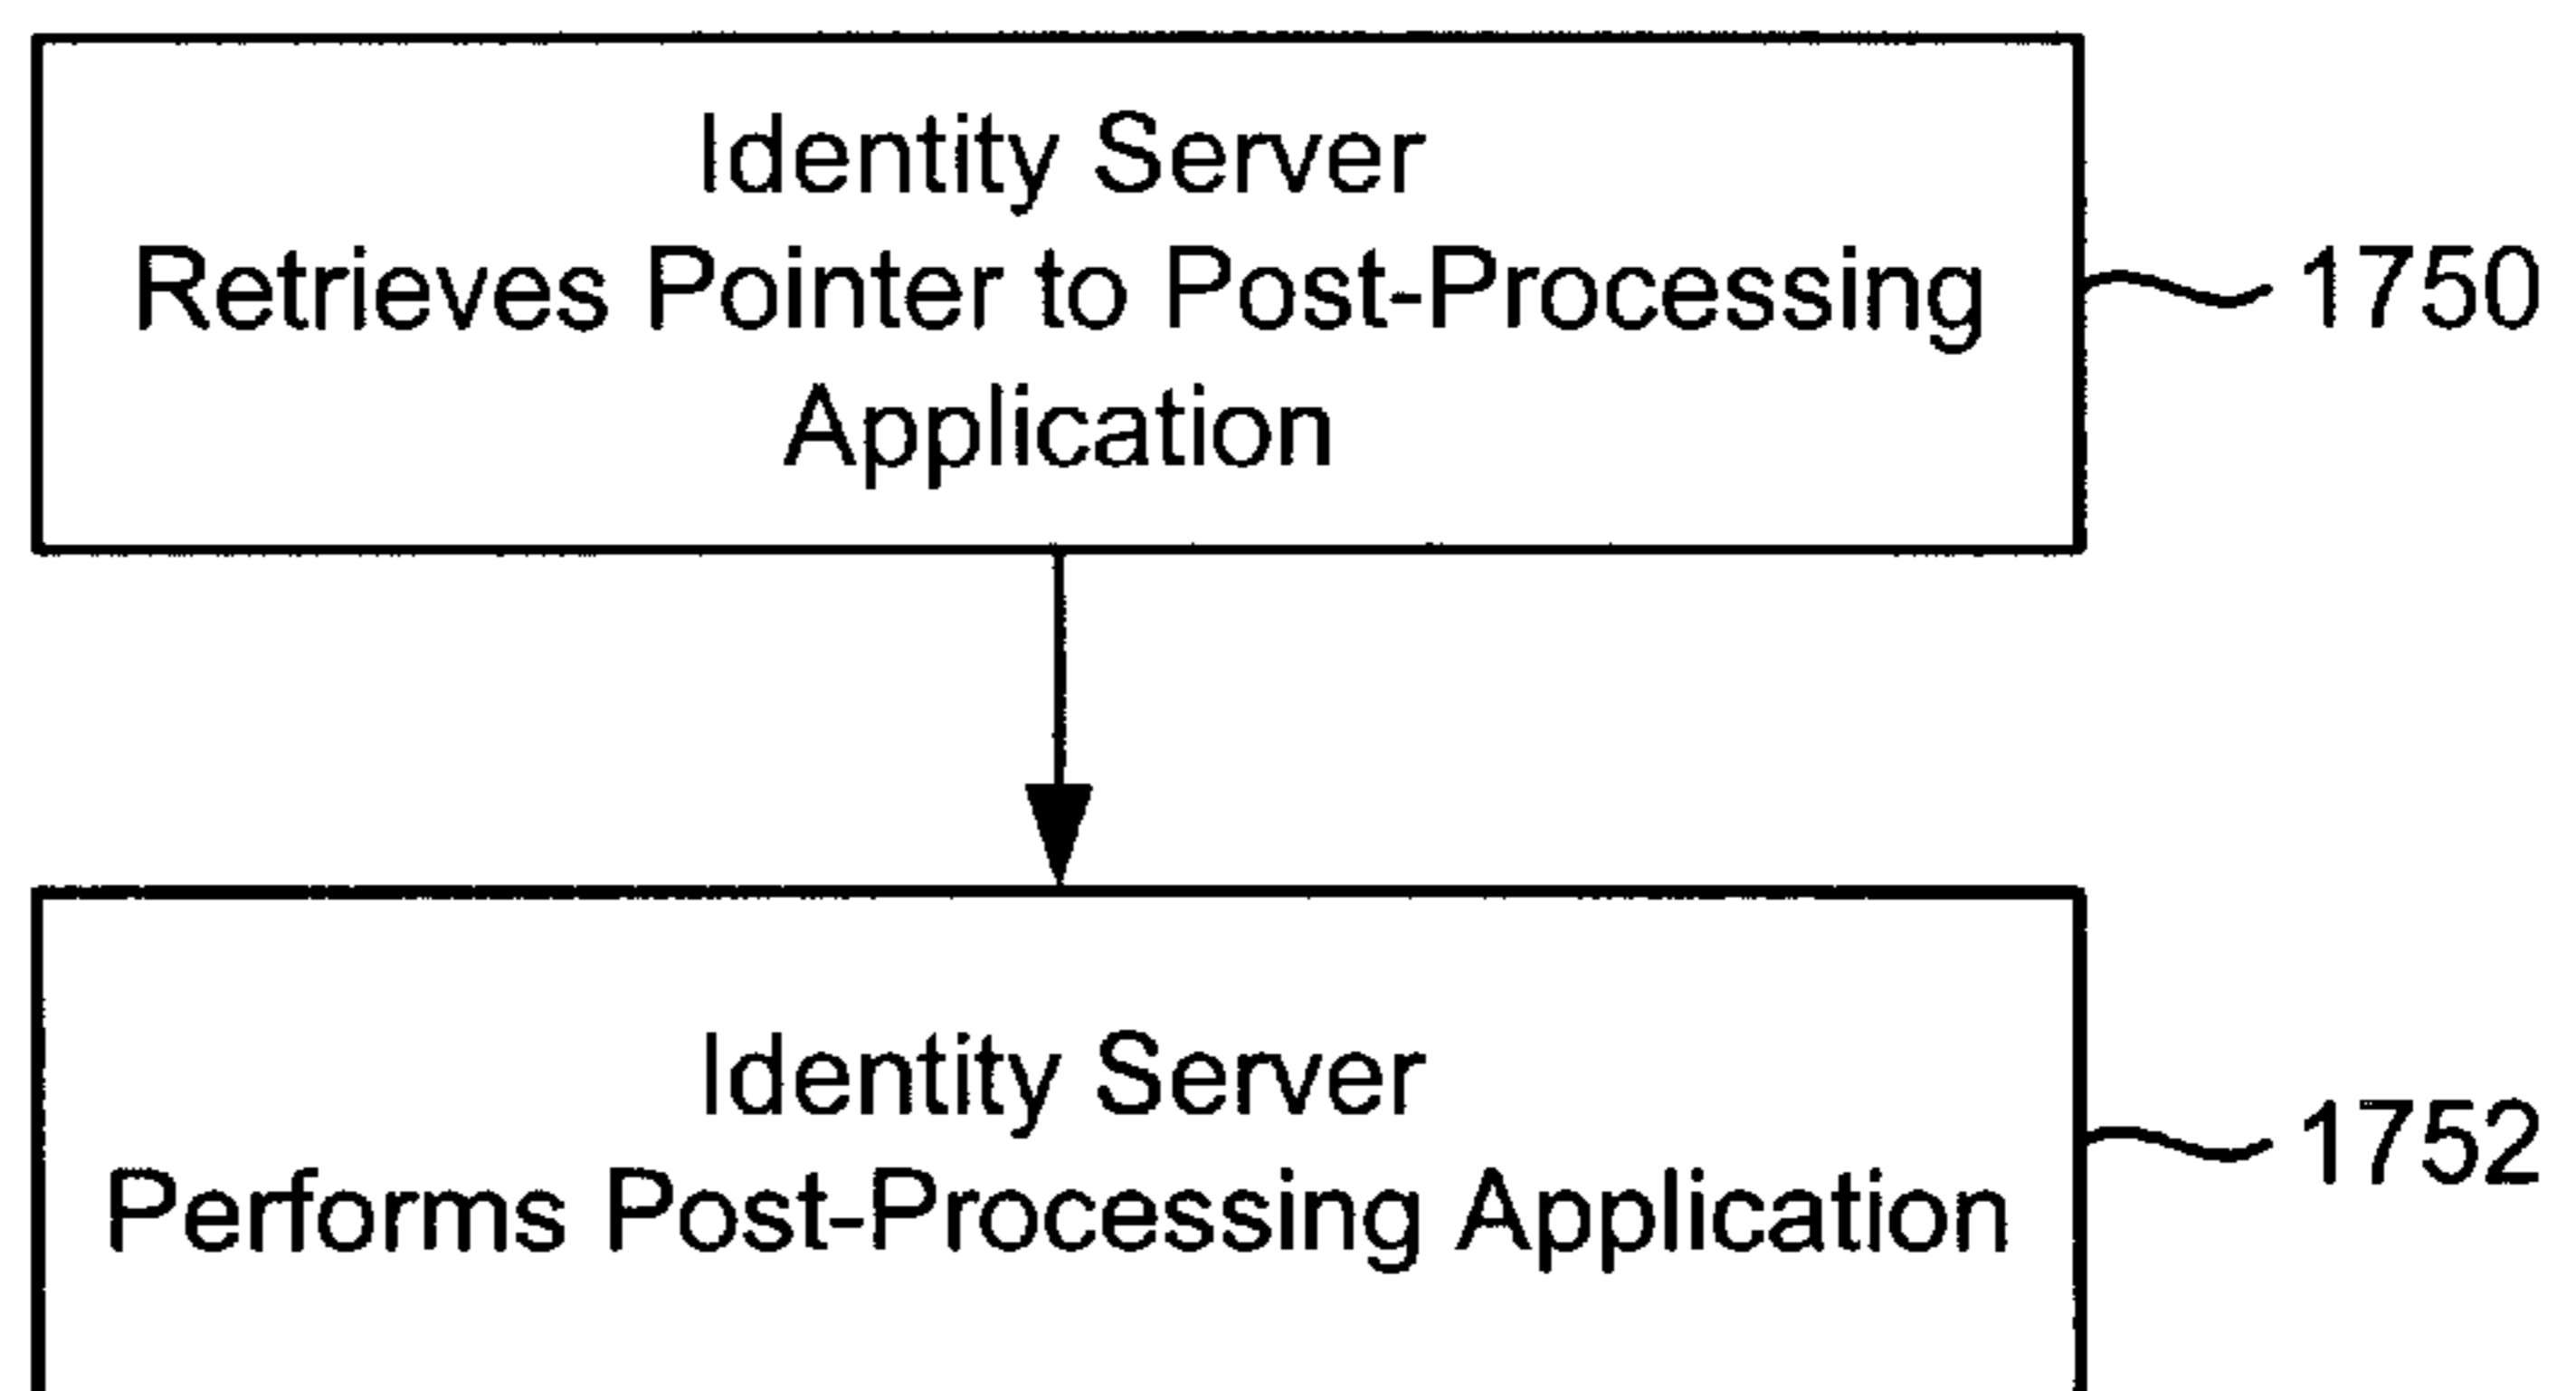 Identity Server
Retrieves Pointer to Post-Processing
Application
1750
Identity Server
Performs Post-Processing Application
1752